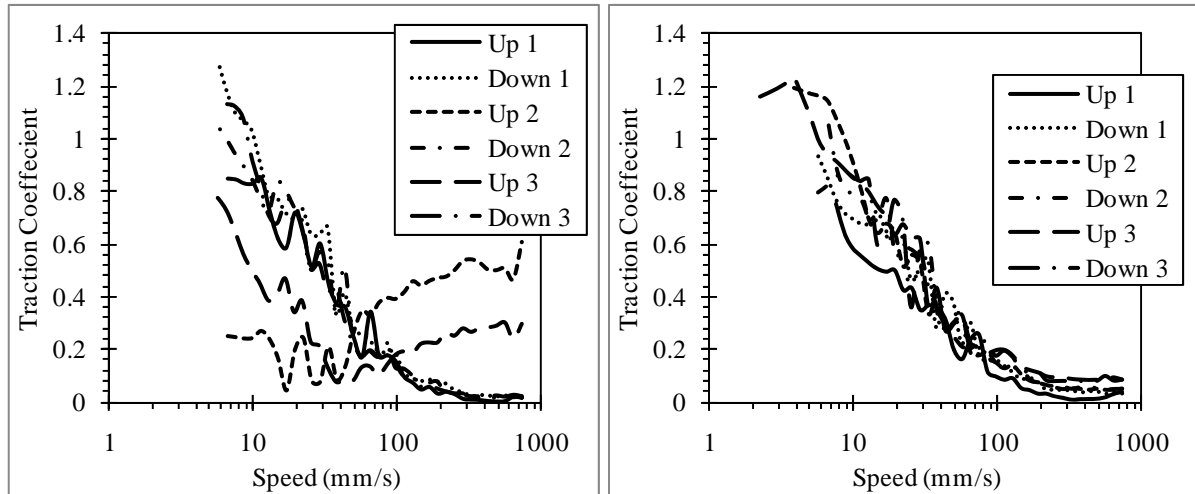 1.4
1.2
1
0.8
0.6
0.4
0.2
0
Traction Coeffecient
1
10
100
1000
Speed (mm/s)
Up 1
Down 1
Up 2
Down 2
Up 3
Down 3
1.4
1.2
1
0.8
0.6
0.4
0.2
0
Traction Coefficient
1
10
100
1000
Speed (mm/s)
Up 1
Down 1
Up 2
Down 2
Up 3
Down 3